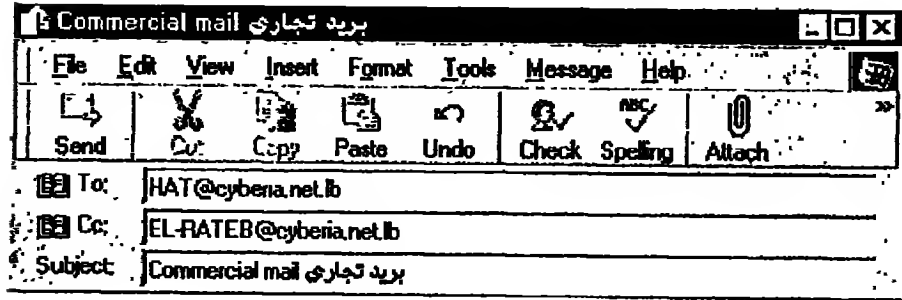 Commercial mail بريد تجاري
File Edit View Insert Format Tools Message Help
Send Cut Copy Paste Undo Check ABC Spelling Attach »
To: HAT@cyberia.net.lb
Cc: EL-RATEB@cyberia.net.lb
Subject: Commercial mail بريد تجاري